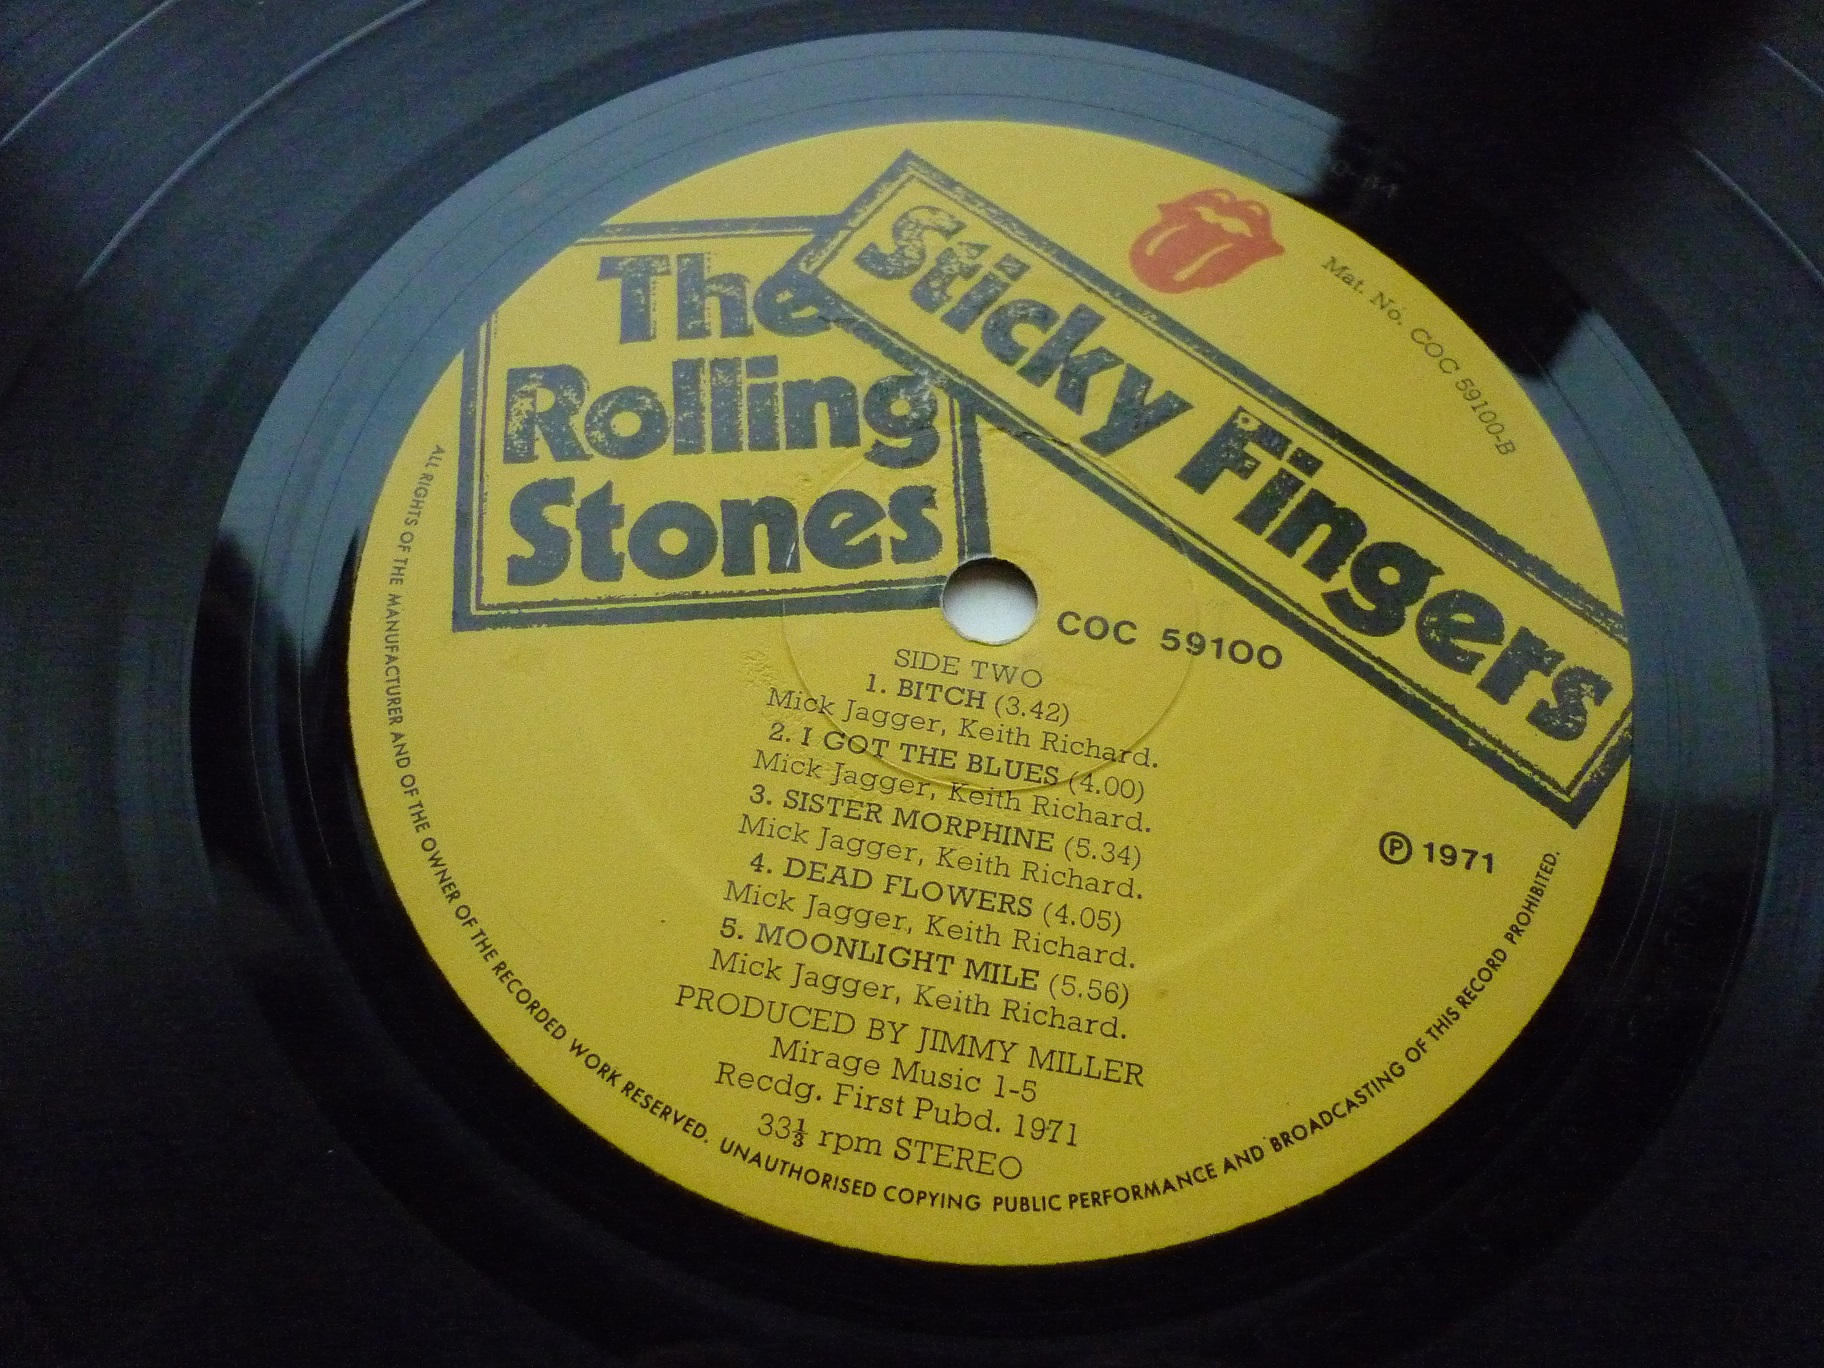 The
Rolling
Stones
Sticky Fingers
Mat. No. COC 59100-B
COC 59100
SIDE TWO
1. BITCH (3.42)
Mick Jagger, Keith Richard.
2. I GOT THE BLUES (4.00)
Mick Jagger, Keith Richard.
3. SISTER MORPHINE (5.34)
Mick Jagger, Keith Richard.
4. DEAD FLOWERS (4.05)
Mick Jagger, Keith Richard.
5. MOONLIGHT MILE (5.56)
Mick Jagger, Keith Richard.
PRODUCED BY JIMMY MILLER
Mirage Music 1-5
Recdg. First Pubd. 1971
33⅓ rpm STEREO
℗ 1971
ALL RIGHTS OF THE MANUFACTURER AND OF THE OWNER OF THE RECORDED WORK RESERVED. UNAUTHORISED COPYING PUBLIC PERFORMANCE AND BROADCASTING OF THIS RECORD PROHIBITED.